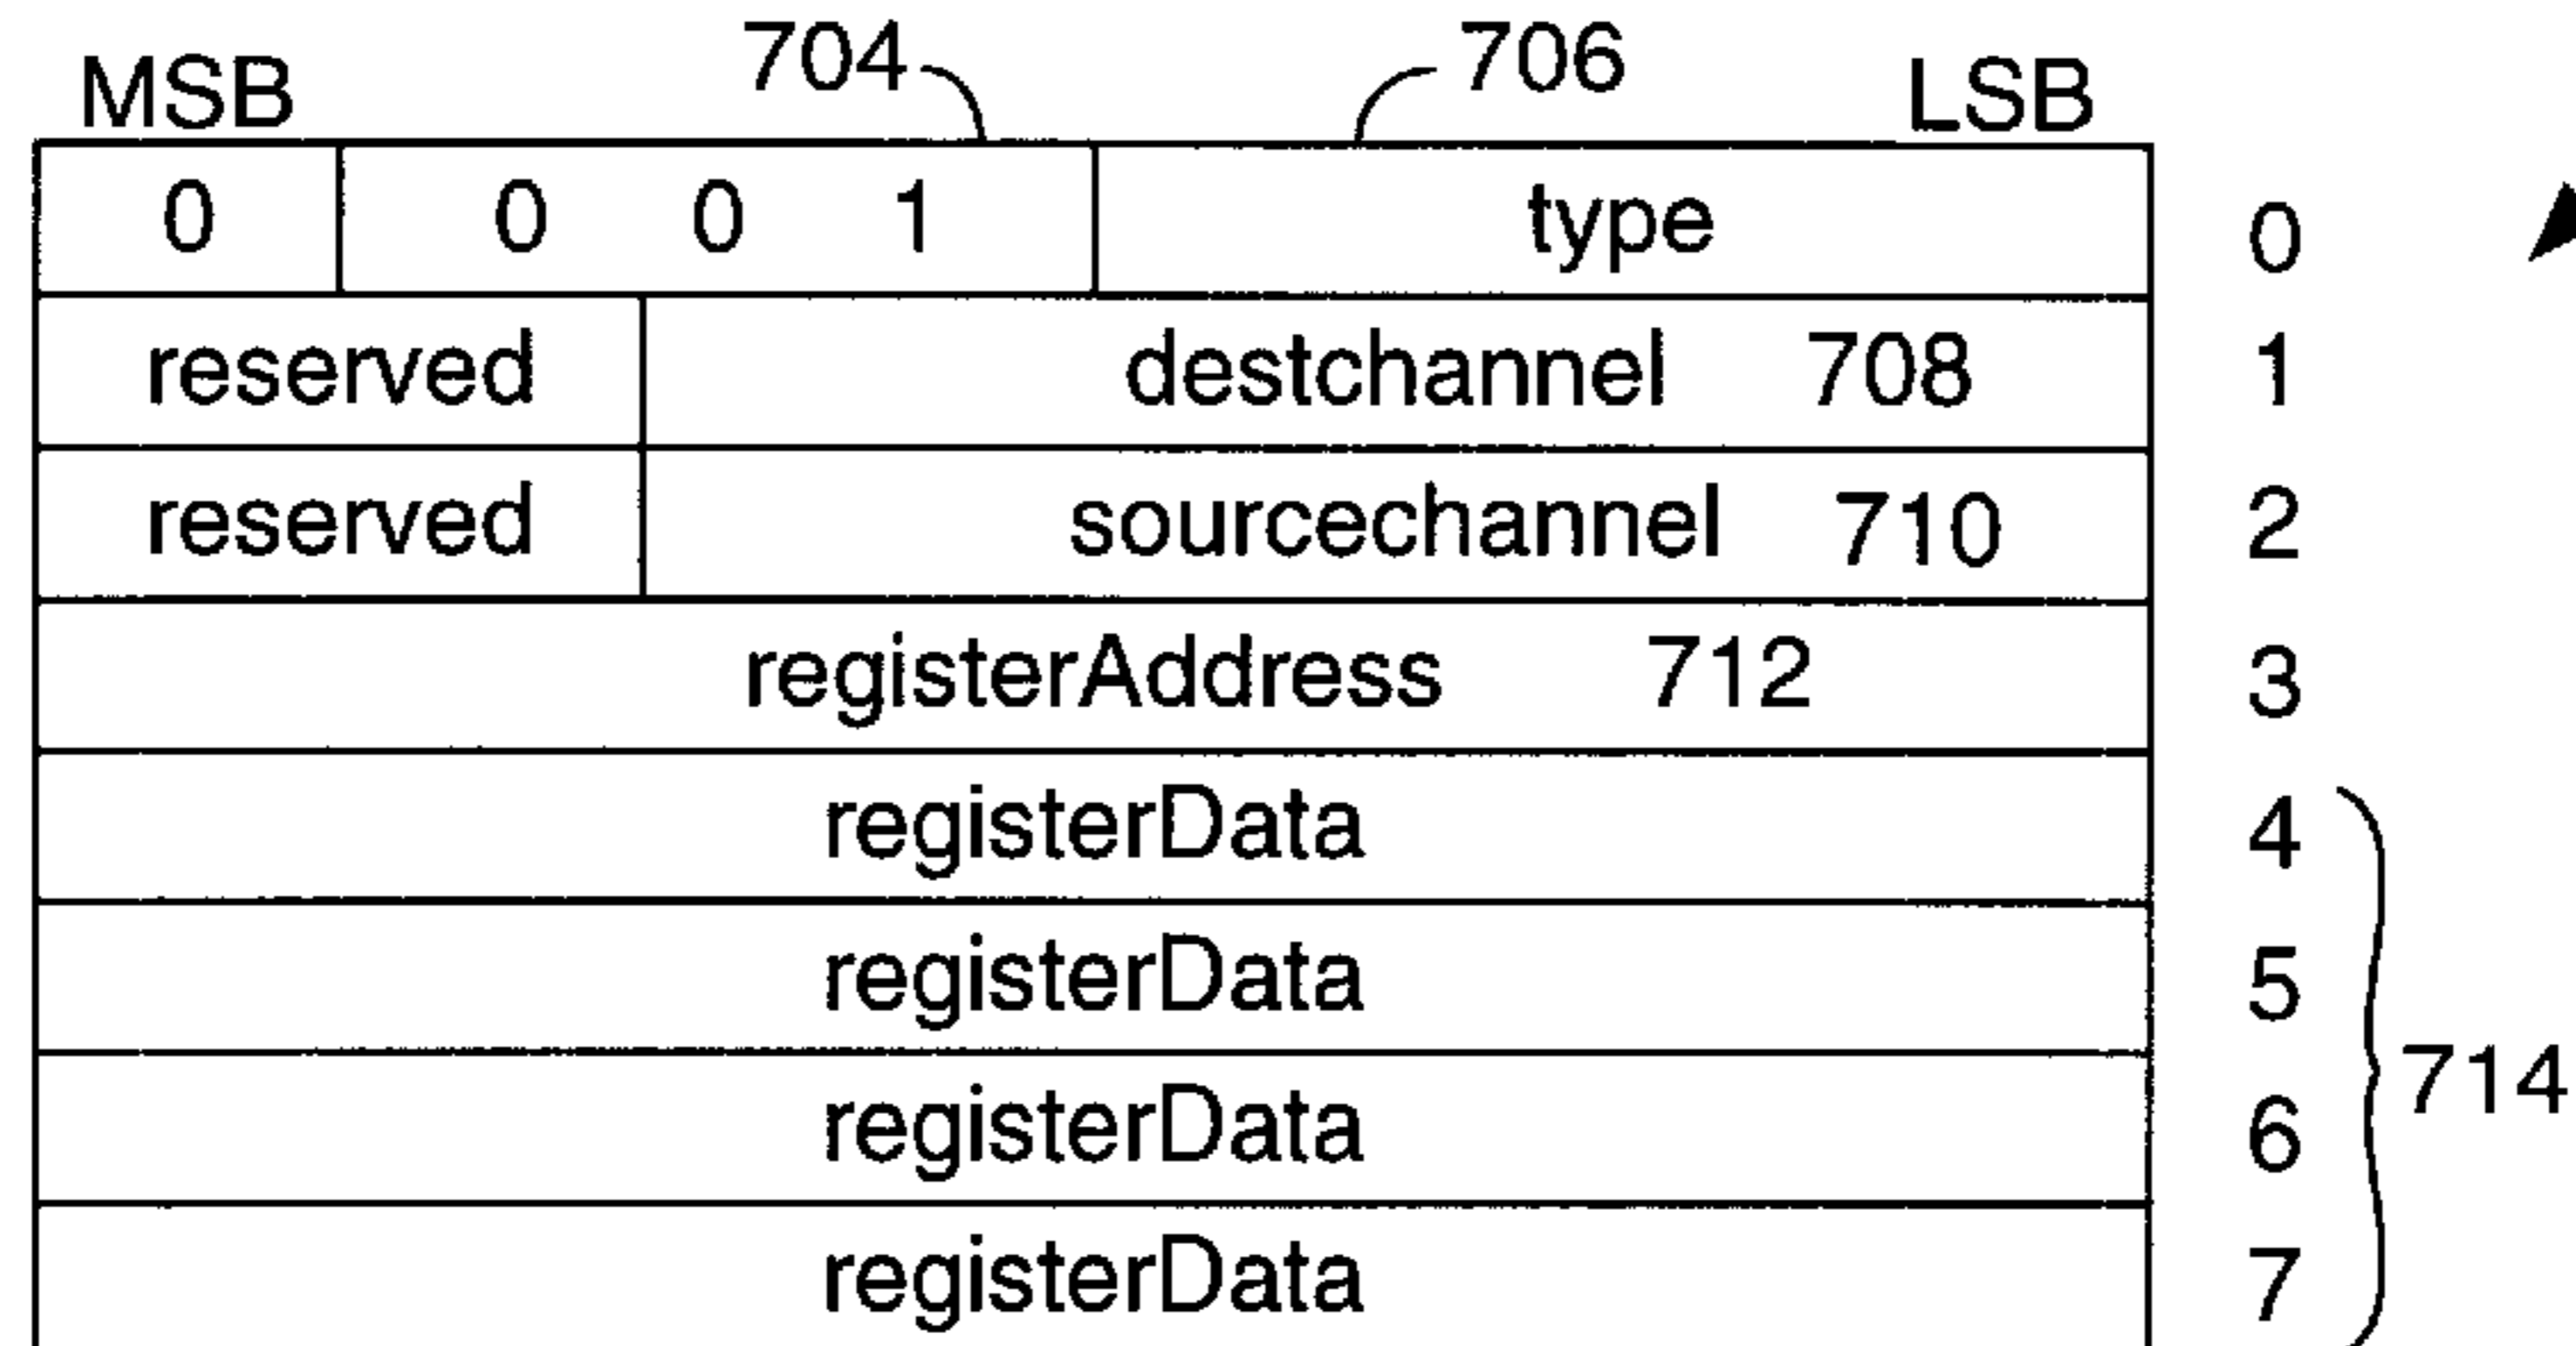 704 706
MSB LSB
0 0 0 1 type 0
reserved destchannel 708 1
reserved sourcechannel 710 2
registerAddress 712 3
registerData 4
registerData 5
714
registerData 6
registerData 7